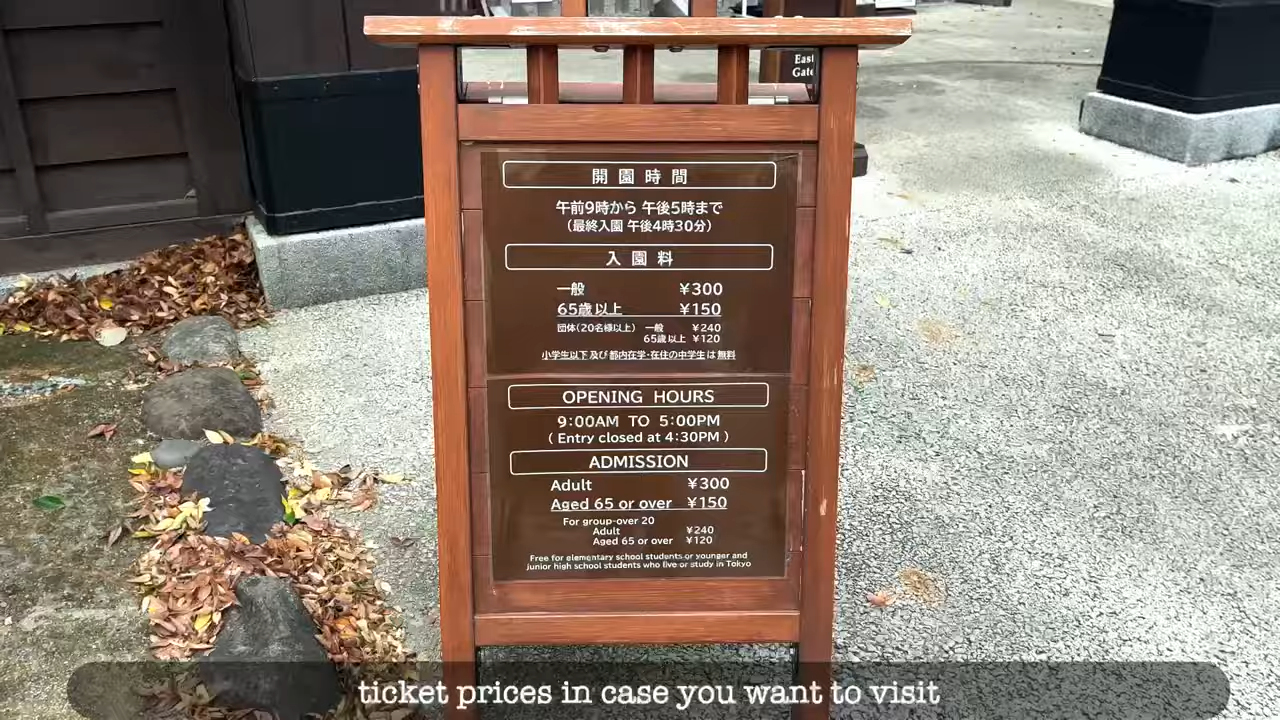 East
Gate
開園時間
午前9時から 午後5時まで
（最終入園 午後4時30分）
入園料
一般 ¥300
65歳以上 ¥150
団体（20名様以上） 一般 ¥240
65歳以上 ¥120
小学生以下 及び 都内在学・在住の中学生 は 無料
OPENING HOURS
9:00AM TO 5:00PM
( Entry closed at 4:30PM )
ADMISSION
Adult ¥300
Aged 65 or over ¥150
For group-over 20
Adult ¥240
Aged 65 or over ¥120
Free for elementary school students or younger and
junior high school students who live or study in Tokyo
ticket prices in case you want to visit